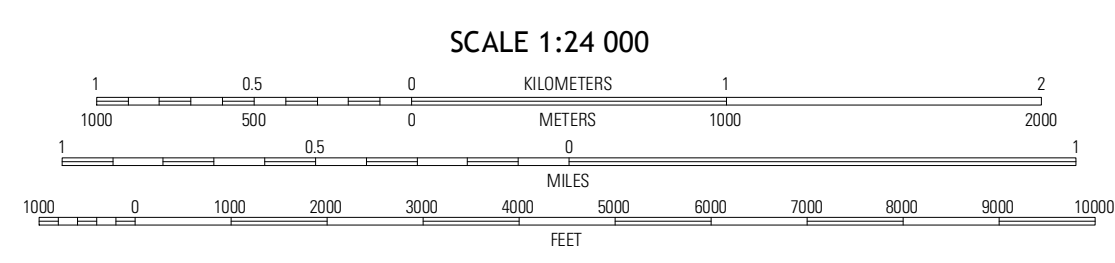 SCALE 1:24 000
1 0.5 0 KILOMETERS 1 2
1000 500 0 METERS 1000 2000
1 0.5 0 1
MILES
1000 0 1000 2000 3000 4000 5000 6000 7000 8000 9000 10000
FEET